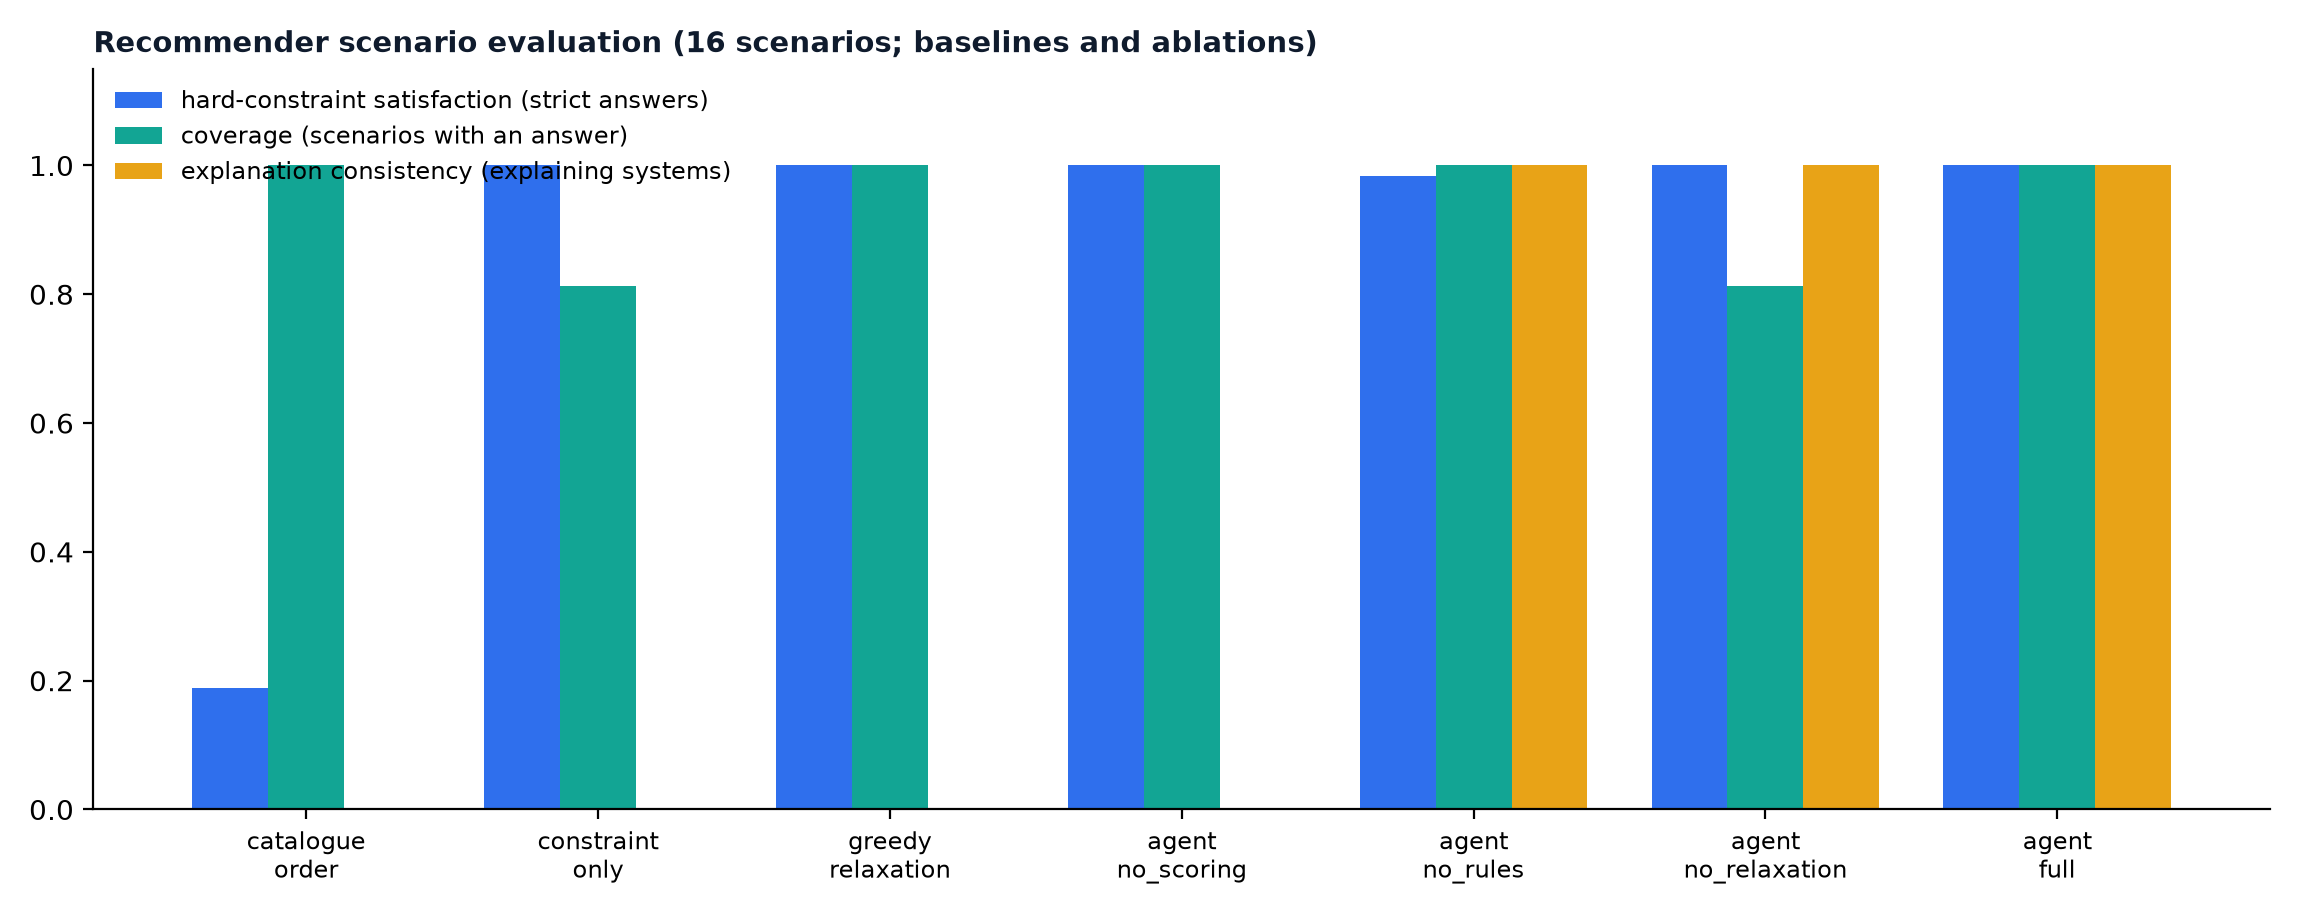 Recommender scenario evaluation (16 scenarios; baselines and ablations)
hard-constraint satisfaction (strict answers)
coverage (scenarios with an answer)
explanation consistency (explaining systems)
1.0
0.8
0.6
0.4
0.2
0.0
catalogue
order
constraint
only
greedy
relaxation
agent
no_scoring
agent
no_rules
agent
no_relaxation
agent
full